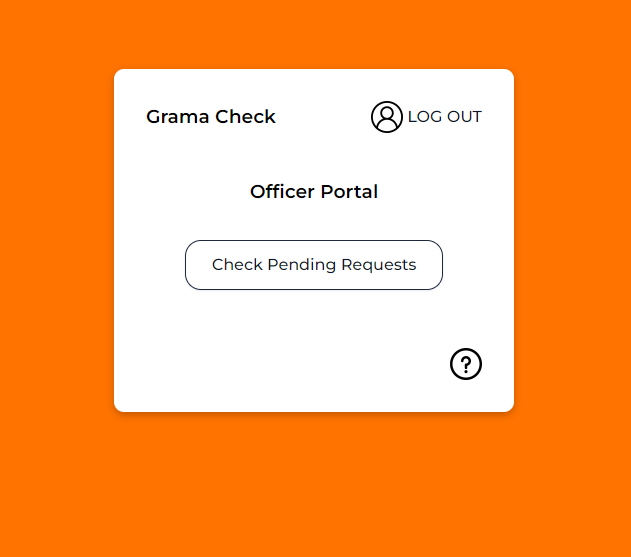 Grama Check
LOG OUT
Officer Portal
Check Pending Requests
?